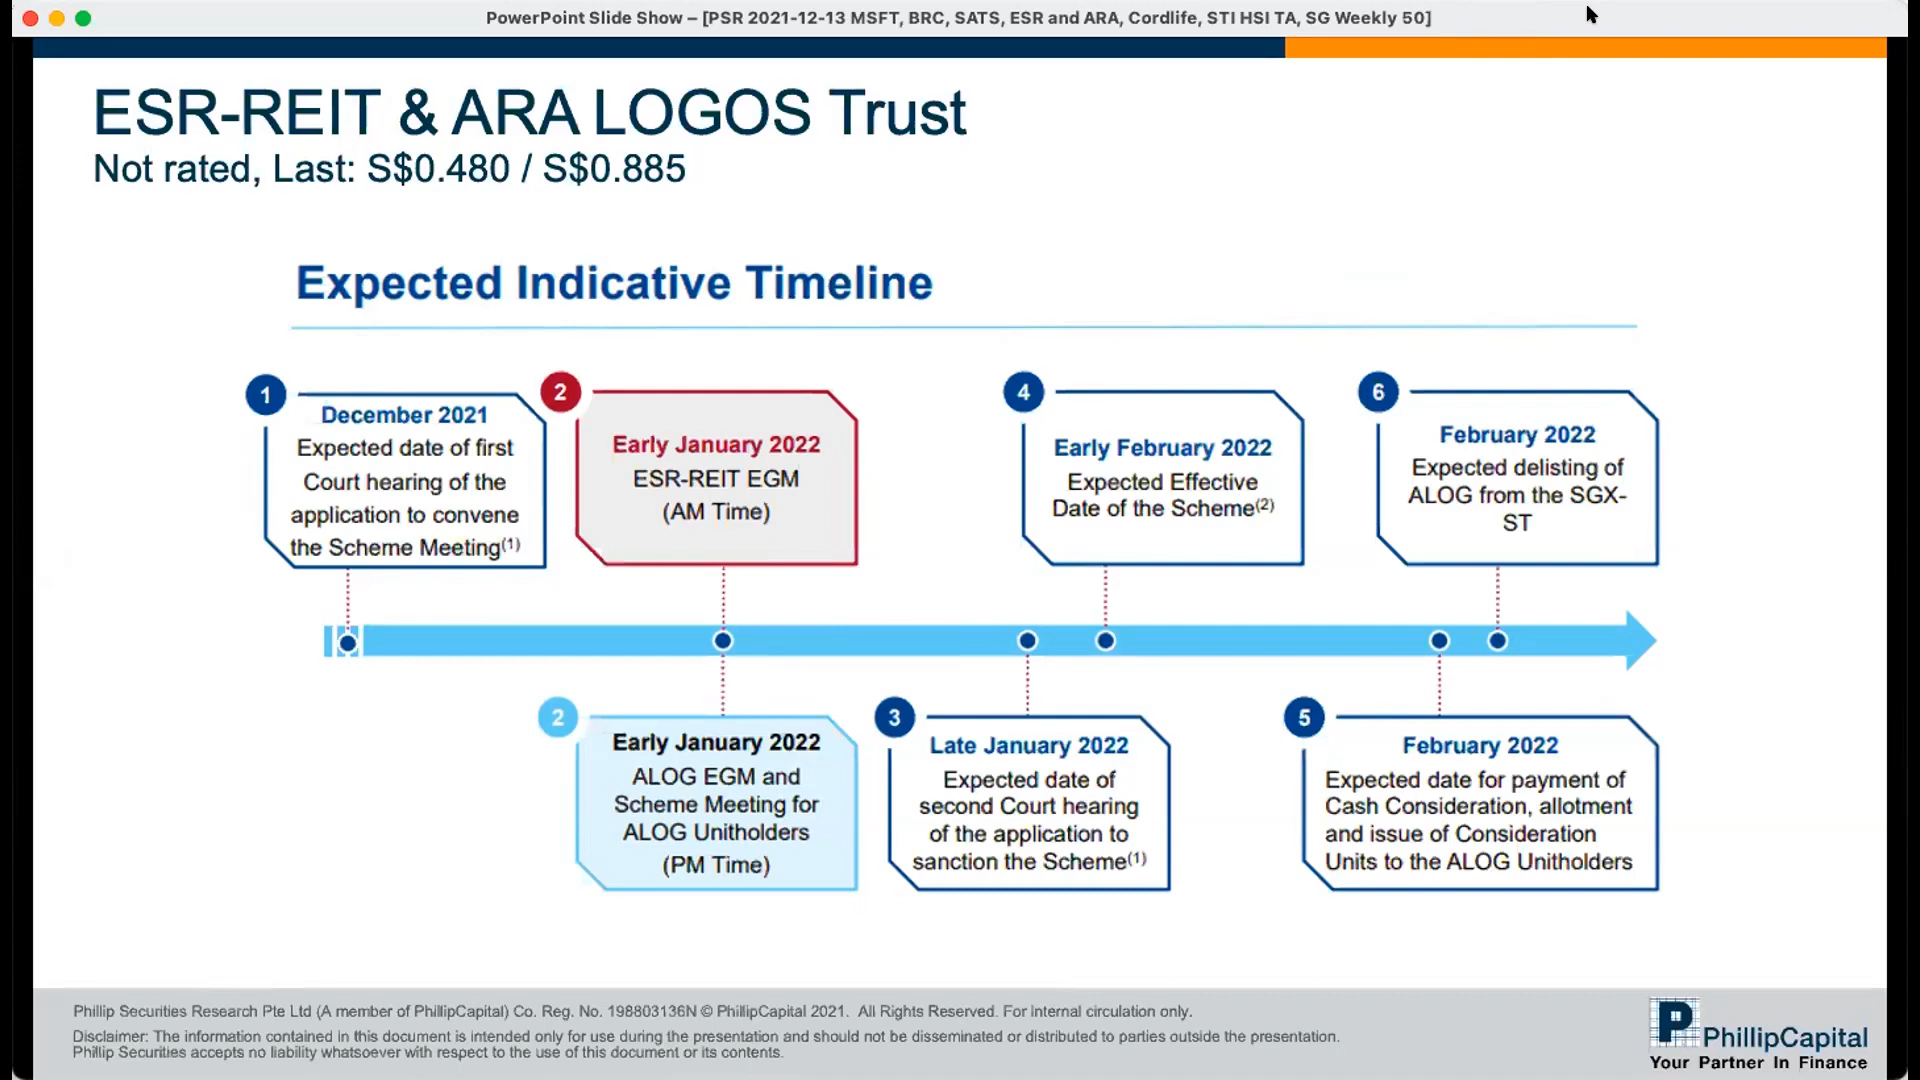 PowerPoint Slide Show – [PSR 2021-12-13 MSFT, BRC, SATS, ESR and ARA, Cordlife, STI HSI TA, SG Weekly 50]
ESR-REIT & ARA LOGOS Trust
Not rated, Last: S$0.480 / S$0.885
Expected Indicative Timeline
1
December 2021
Expected date of first
Court hearing of the
application to convene
the Scheme Meeting(1)
2
Early January 2022
ESR-REIT EGM
(AM Time)
4
Early February 2022
Expected Effective
Date of the Scheme(2)
6
February 2022
Expected delisting of
ALOG from the SGX-
ST
2
Early January 2022
ALOG EGM and
Scheme Meeting for
ALOG Unitholders
(PM Time)
3
Late January 2022
Expected date of
second Court hearing
of the application to
sanction the Scheme(1)
5
February 2022
Expected date for payment of
Cash Consideration, allotment
and issue of Consideration
Units to the ALOG Unitholders
Phillip Securities Research Pte Ltd (A member of PhillipCapital) Co. Reg. No. 198803136N © PhillipCapital 2021. All Rights Reserved. For Internal circulation only.
Disclaimer: The information contained in this document is intended only for use during the presentation and should not be disseminated or distributed to parties outside the presentation.
Phillip Securities accepts no liability whatsoever with respect to the use of this document or its contents.
PhillipCapital
Your Partner In Finance